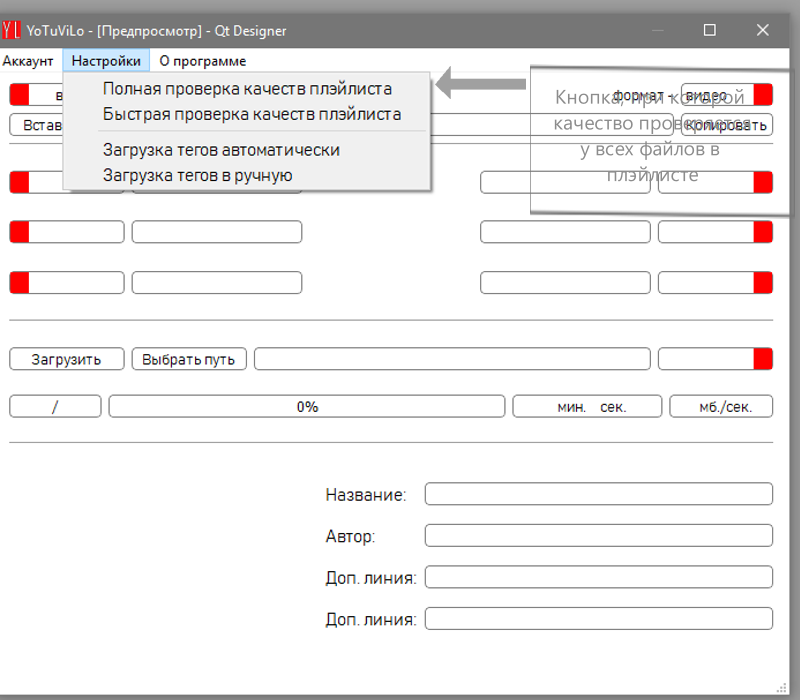 YoTuViLo - [Предпросмотр] - Qt Designer
Аккаунт Настройки О программе
Полная проверка качеств плэйлиста
Быстрая проверка качеств плэйлиста
Загрузка тегов автоматически
Загрузка тегов в ручную
формат - видео
Встав
Копировать
Кнопка, при которой
качество проверяется
у всех файлов в
плэйлисте
Загрузить Выбрать путь
/ 0% мин. сек. мб./сек.
Название:
Автор:
Доп. линия:
Доп. линия: